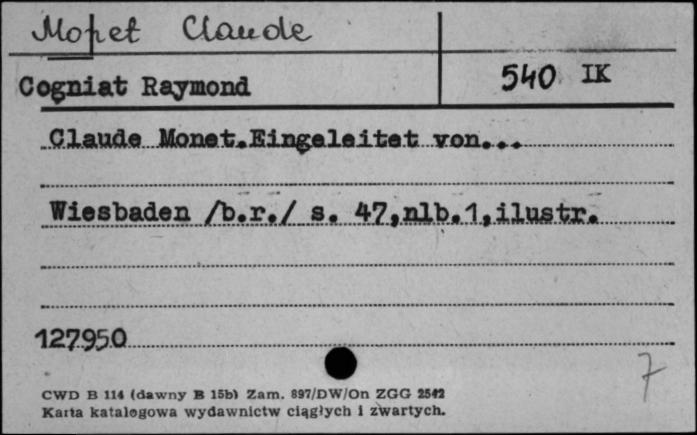 Monet Claude
Cogniat Raymond
540 IK
Claude Monet.Eingeleitet von...
Wiesbaden /b.r./ s. 47,nlb.1,ilustr.
127950
7
CWD B 114 (dawny B 15b) Zam. 897/DW/On ZGG 2542
Karta katalogowa wydawnictw ciągłych i zwartych.